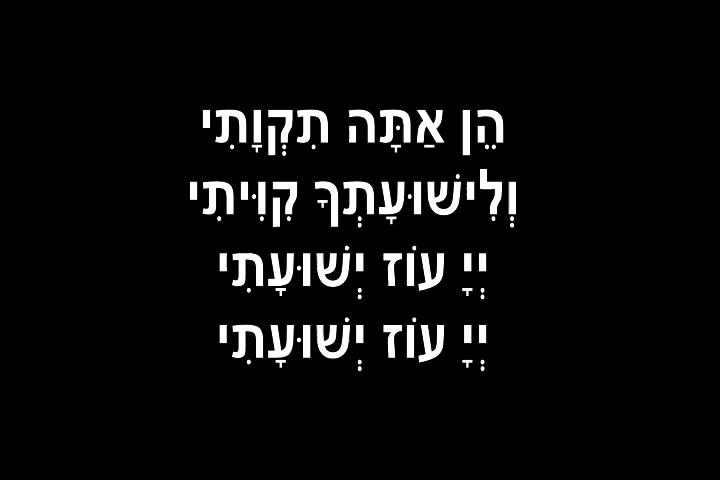 הֵן אַתָּה תִקְוָתִי
וְלִישׁוּעָתְךָ קִוִּיתִי
יְיָ עוֹז יְשׁוּעָתִי
יְיָ עוֹז יְשׁוּעָתִי